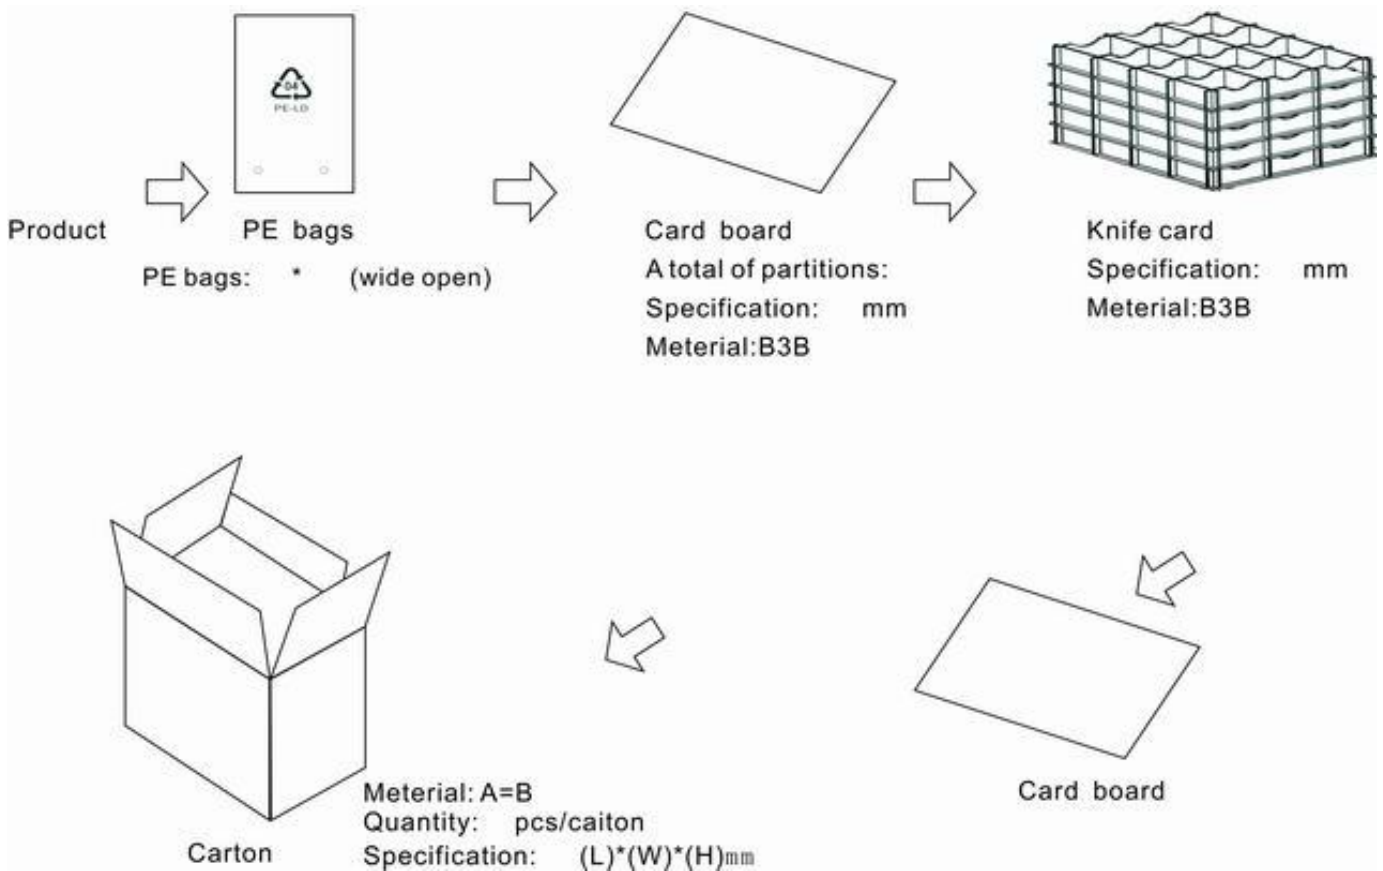 04
PE-LD
Product
PE bags
PE bags: * (wide open)
Card board
A total of partitions:
Specification: mm
Meterial:B3B
Knife card
Specification: mm
Meterial:B3B
Card board
Carton
Meterial: A=B
Quantity: pcs/caiton
Specification: (L)*(W)*(H)mm